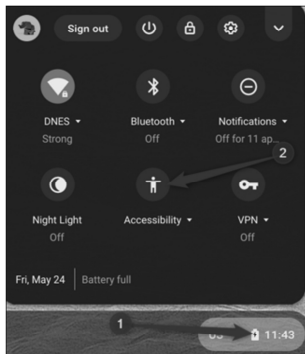 Sign out
DNES
Strong
Bluetooth
Off
Notifications
Off for 11 ap...
2
Night Light
Off
Accessibility
VPN
Off
Fri, May 24 Battery full
1
US 11:43